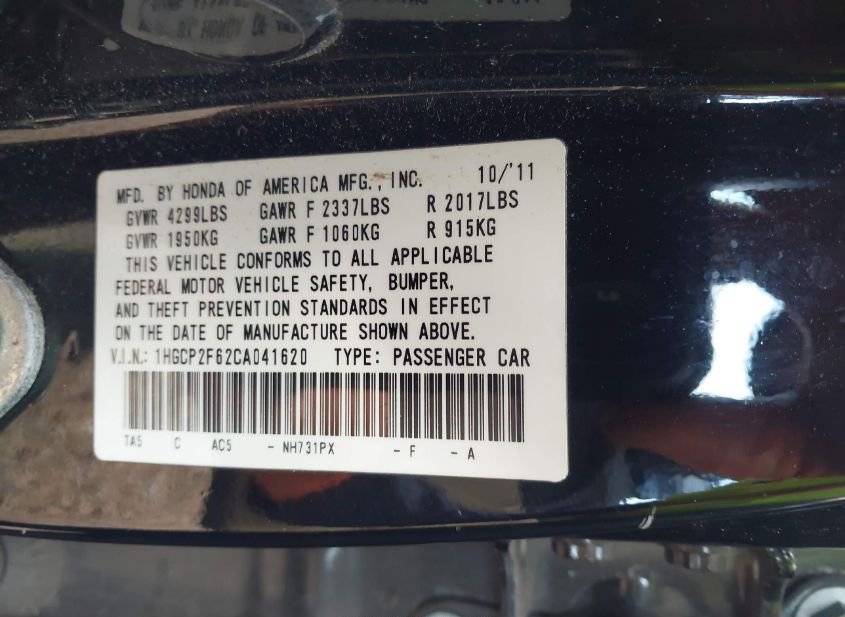 MFD. BY HONDA OF AMERICA MFG., INC. 10/'11
GVWR 4299LBS GAWR F 2337LBS R 2017LBS
GVWR 1950KG GAWR F 1060KG R 915KG
THIS VEHICLE CONFORMS TO ALL APPLICABLE
FEDERAL MOTOR VEHICLE SAFETY, BUMPER,
AND THEFT PREVENTION STANDARDS IN EFFECT
ON THE DATE OF MANUFACTURE SHOWN ABOVE.
V.I.N.: 1HGCP2F62CA041620 TYPE: PASSENGER CAR
TA5 C AC5 - NH731PX - F - A